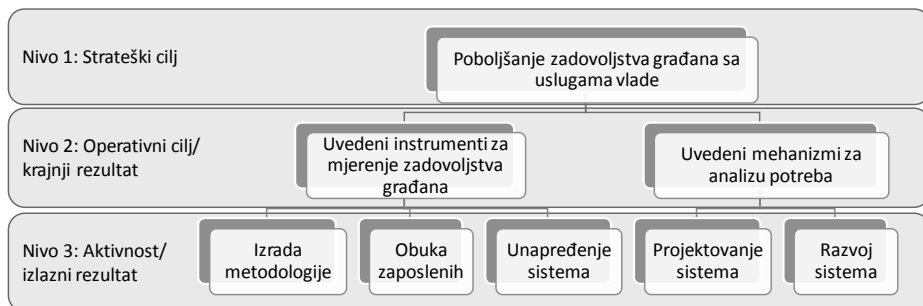 Nivo 1: Strateški cilj
Poboljšanje zadovoljstva građana sa
uslugama vlade
Nivo 2: Operativni cilj/
krajnji rezultat
Uvedeni instrumenti za
mjerenje zadovoljstva
građana
Uvedeni mehanizmi za
analizu potreba
Nivo 3: Aktivnost/
izlazni rezultat
Izrada
metodologije
Obuka
zaposlenih
Unapređenje
sistema
Projektovanje
sistema
Razvoj
sistema